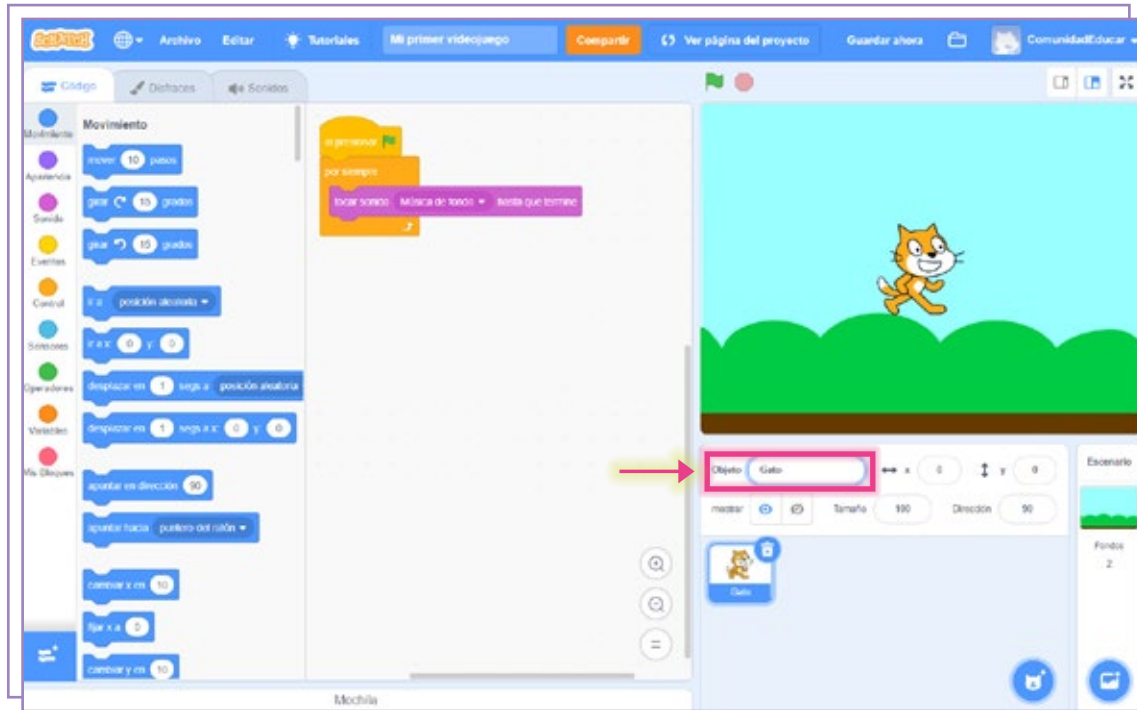 SCRATCH
Archivo
Editar
Tutoriales
Mi primer videojuego
Compartir
Ver página del proyecto
Guardar ahora
ComunidadEducar
Código
Disfraces
Sonidos
Movimiento
Apariencia
Sonido
Eventos
Control
Sensores
Operadores
Variables
Mis Bloques
Movimiento
mover 10 pasos
girar 15 grados
girar 15 grados
ir a posición aleatoria
ir a x: 0 y: 0
desplazar en 1 segs a posición aleatoria
desplazar en 1 segs a x: 0 y: 0
apuntar en dirección 90
apuntar hacia puntero del ratón
cambiar x en 10
fijar x a 0
cambiar y en 10
al presionar
por siempre
tocar sonido Música de fondo hasta que termine
Objeto Gato x 0 y 0
mostrar Tamaño 100 Dirección 90
Gato
Escenario
Fondos
2
Mochila